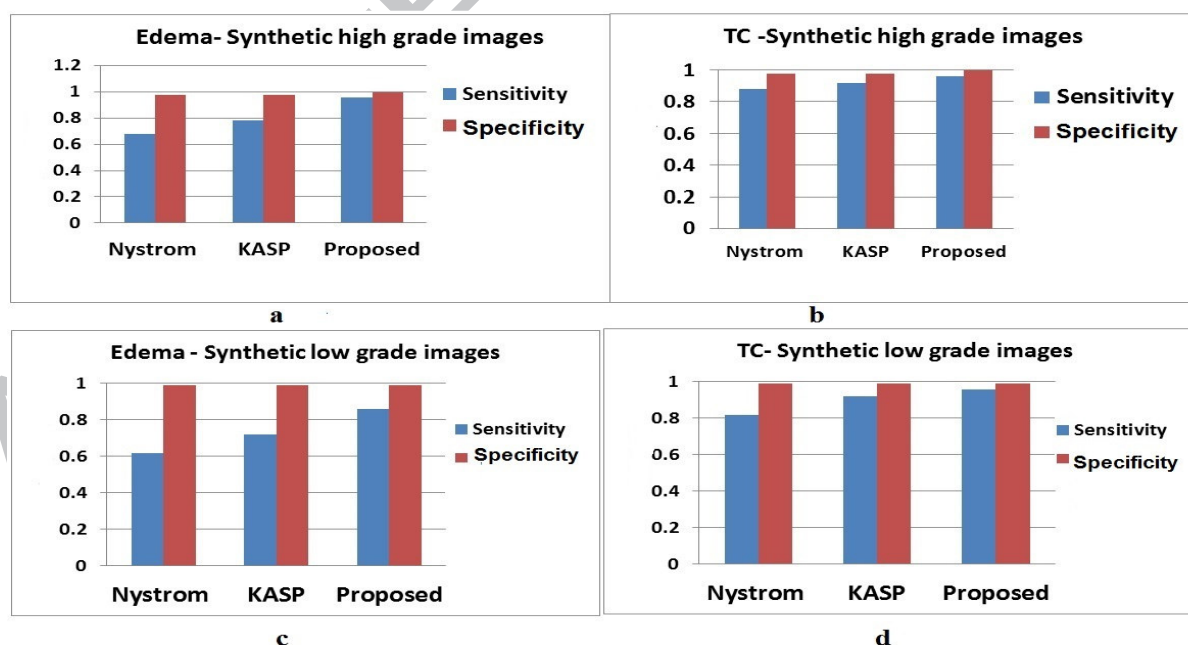 Edema- Synthetic high grade images
1.2
1
0.8
0.6
0.4
0.2
0
Sensitivity
Specificity
Nystrom KASP Proposed
a
TC -Synthetic high grade images
1
0.8
0.6
0.4
0.2
0
Sensitivity
Specificity
Nystrom KASP Proposed
b
Edema - Synthetic low grade images
1
0.8
0.6
0.4
0.2
0
Sensitivity
Specificity
Nystrom KASP Proposed
c
TC- Synthetic low grade images
1
0.8
0.6
0.4
0.2
0
Sensitivity
Specificity
Nystrom KASP Proposed
d